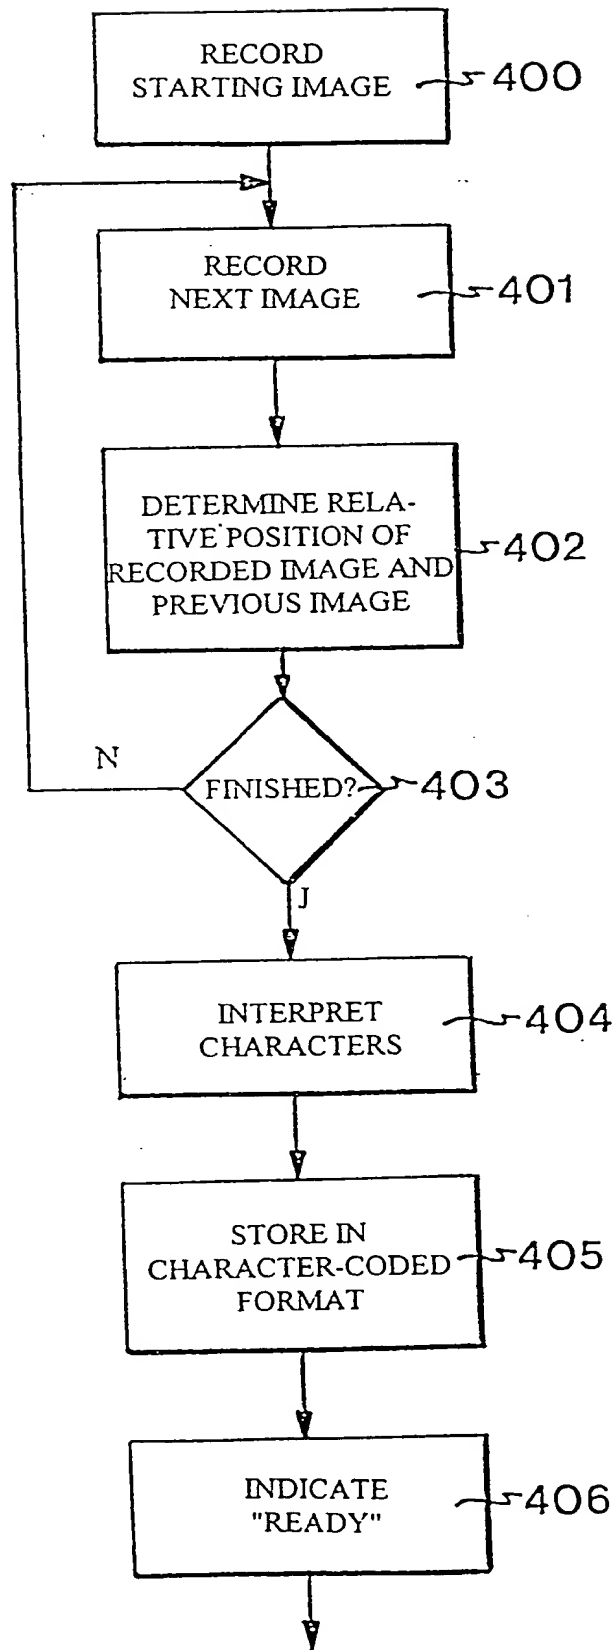 RECORD
STARTING IMAGE
400
RECORD
NEXT IMAGE
401
DETERMINE RELA-
TIVE POSITION OF
RECORDED IMAGE AND
PREVIOUS IMAGE
402
N
FINISHED?
403
J
INTERPRET
CHARACTERS
404
STORE IN
CHARACTER-CODED
FORMAT
405
INDICATE
"READY"
406